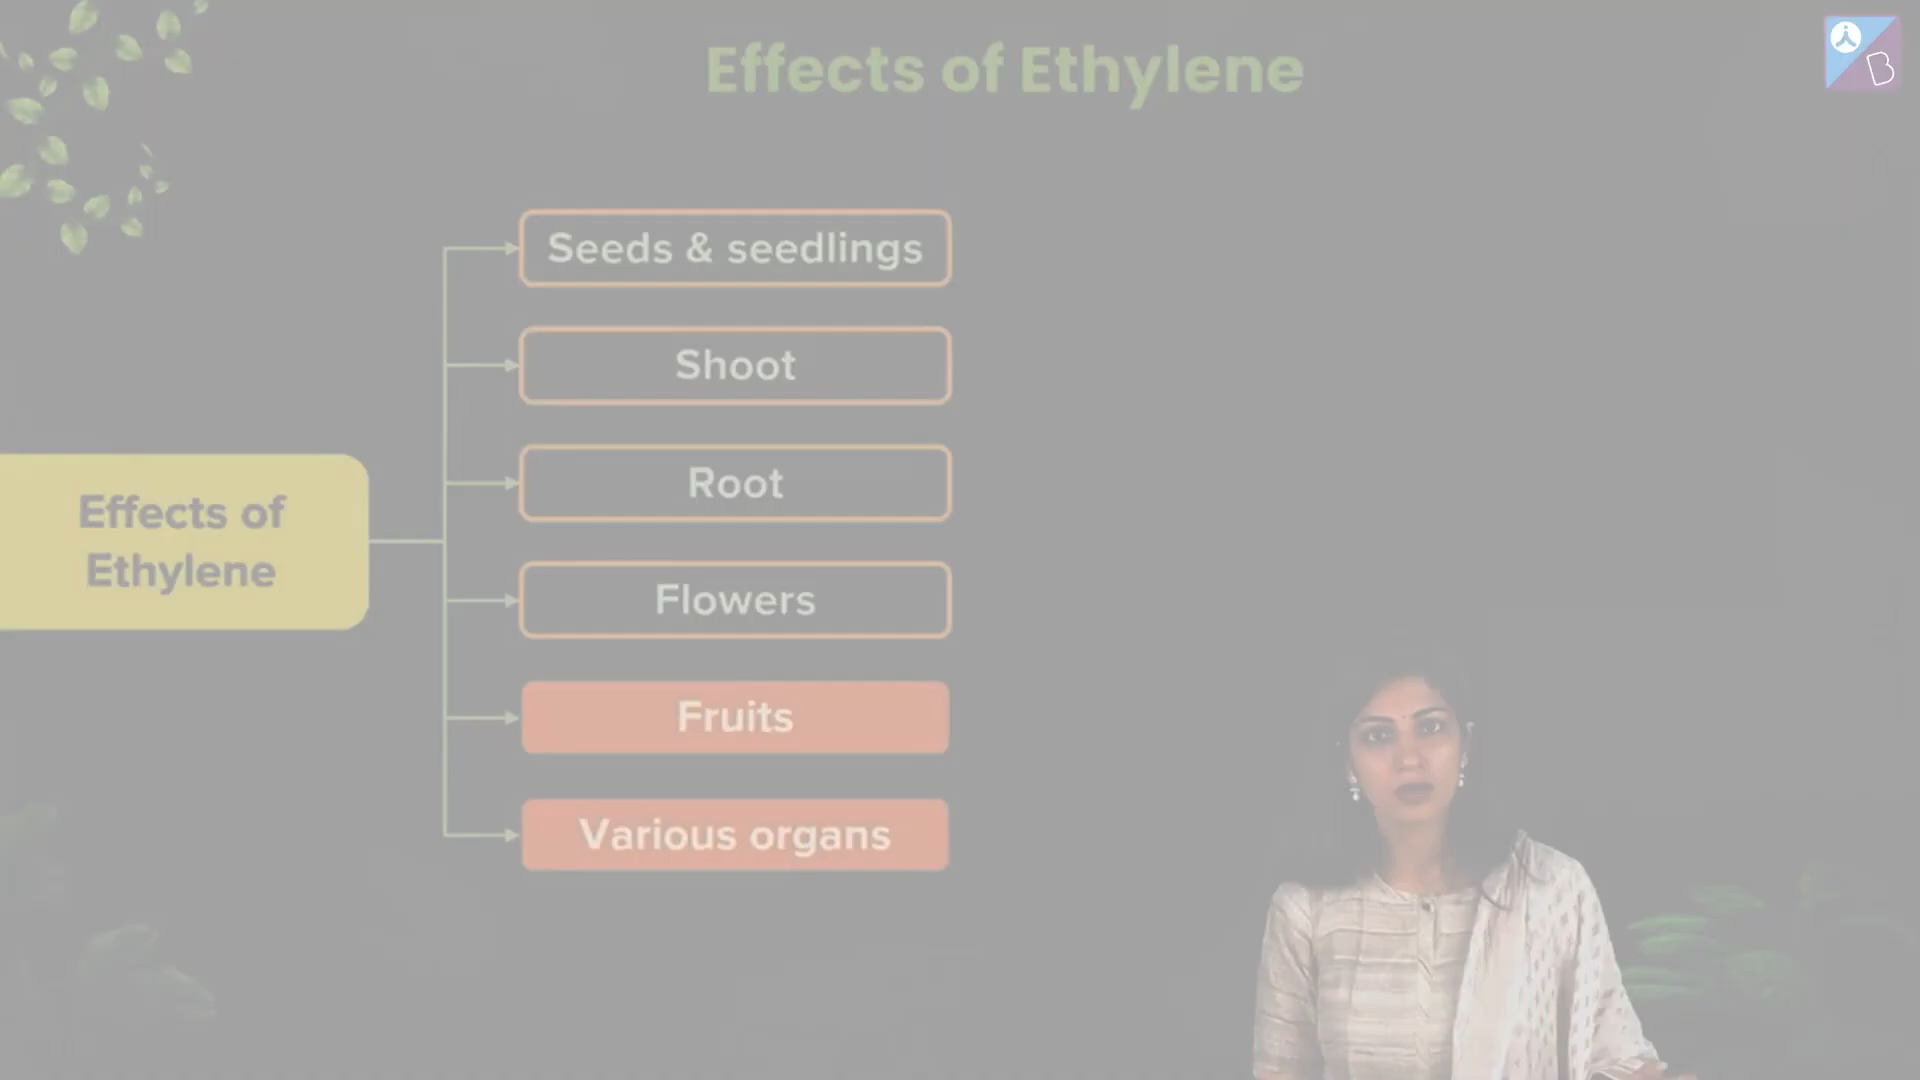 Effects of Ethylene
Seeds & seedlings
Shoot
Root
Effects of
Ethylene
Flowers
Fruits
Various organs
B